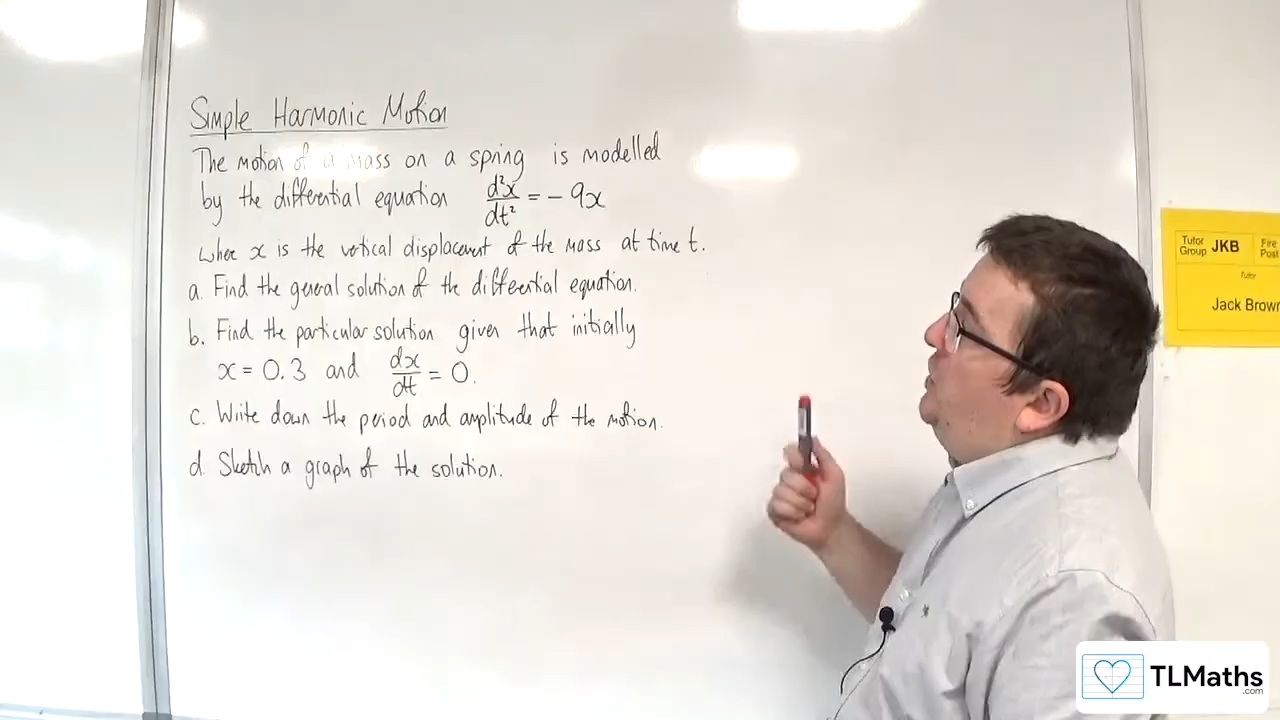 Simple Harmonic Motion
The motion of a mass on a spring is modelled
by the differential equation d²x/dt² = - 9x
where x is the vertical displacement of the mass at time t.
a. Find the general solution of the differential equation.
b. Find the particular solution given that initially
x = 0.3 and dx/dt = 0.
c. Write down the period and amplitude of the motion.
d. Sketch a graph of the solution.
Tutor Group JKB
Fire Post
Tutor
Jack Brown
TLMaths
.com